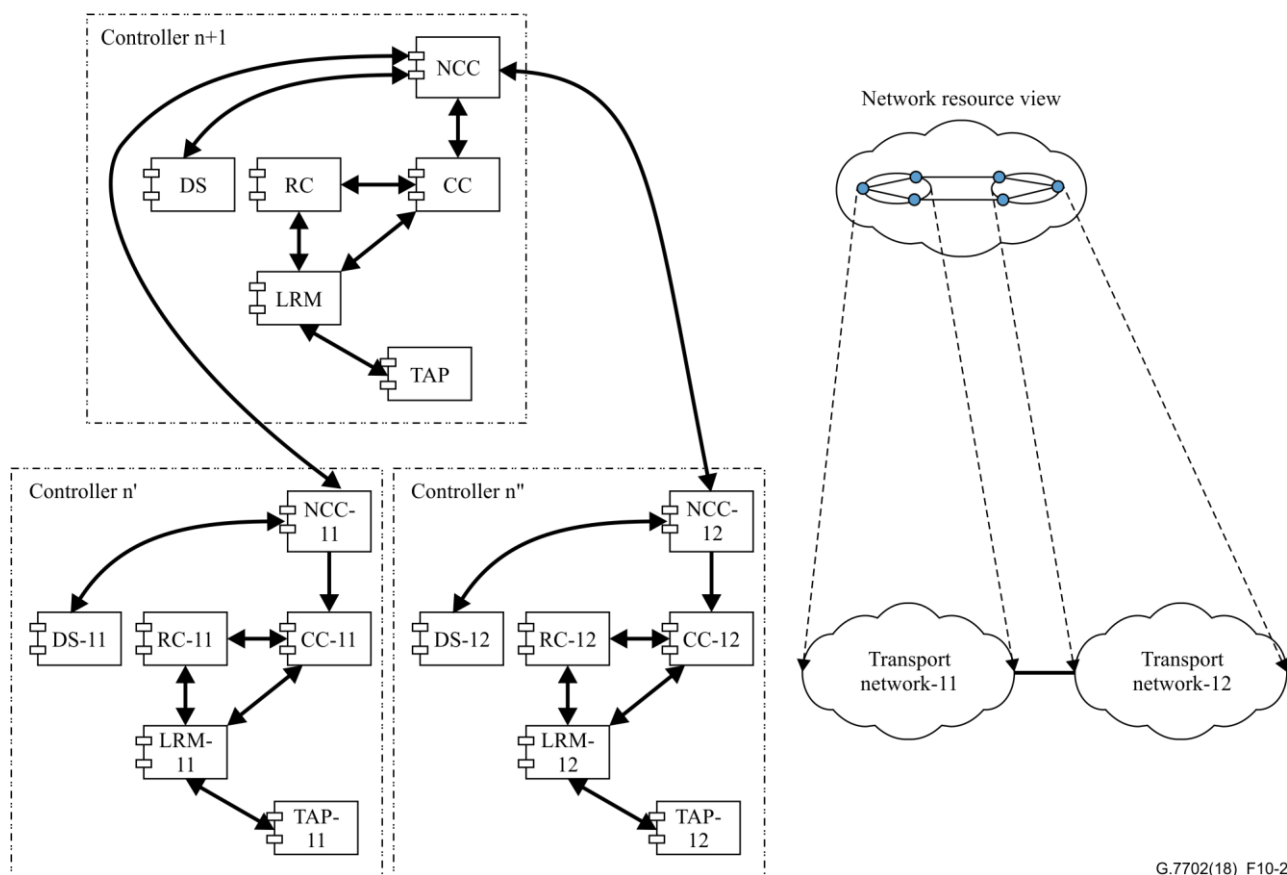 Controller n+1
NCC
DS
RC
CC
LRM
TAP
Network resource view
Controller n'
NCC-
11
DS-11
RC-11
CC-11
LRM-
11
TAP-
11
Controller n"
NCC-
12
DS-12
RC-12
CC-12
LRM-
12
TAP-
12
Transport
network-11
Transport
network-12
G.7702(18)_F10-2